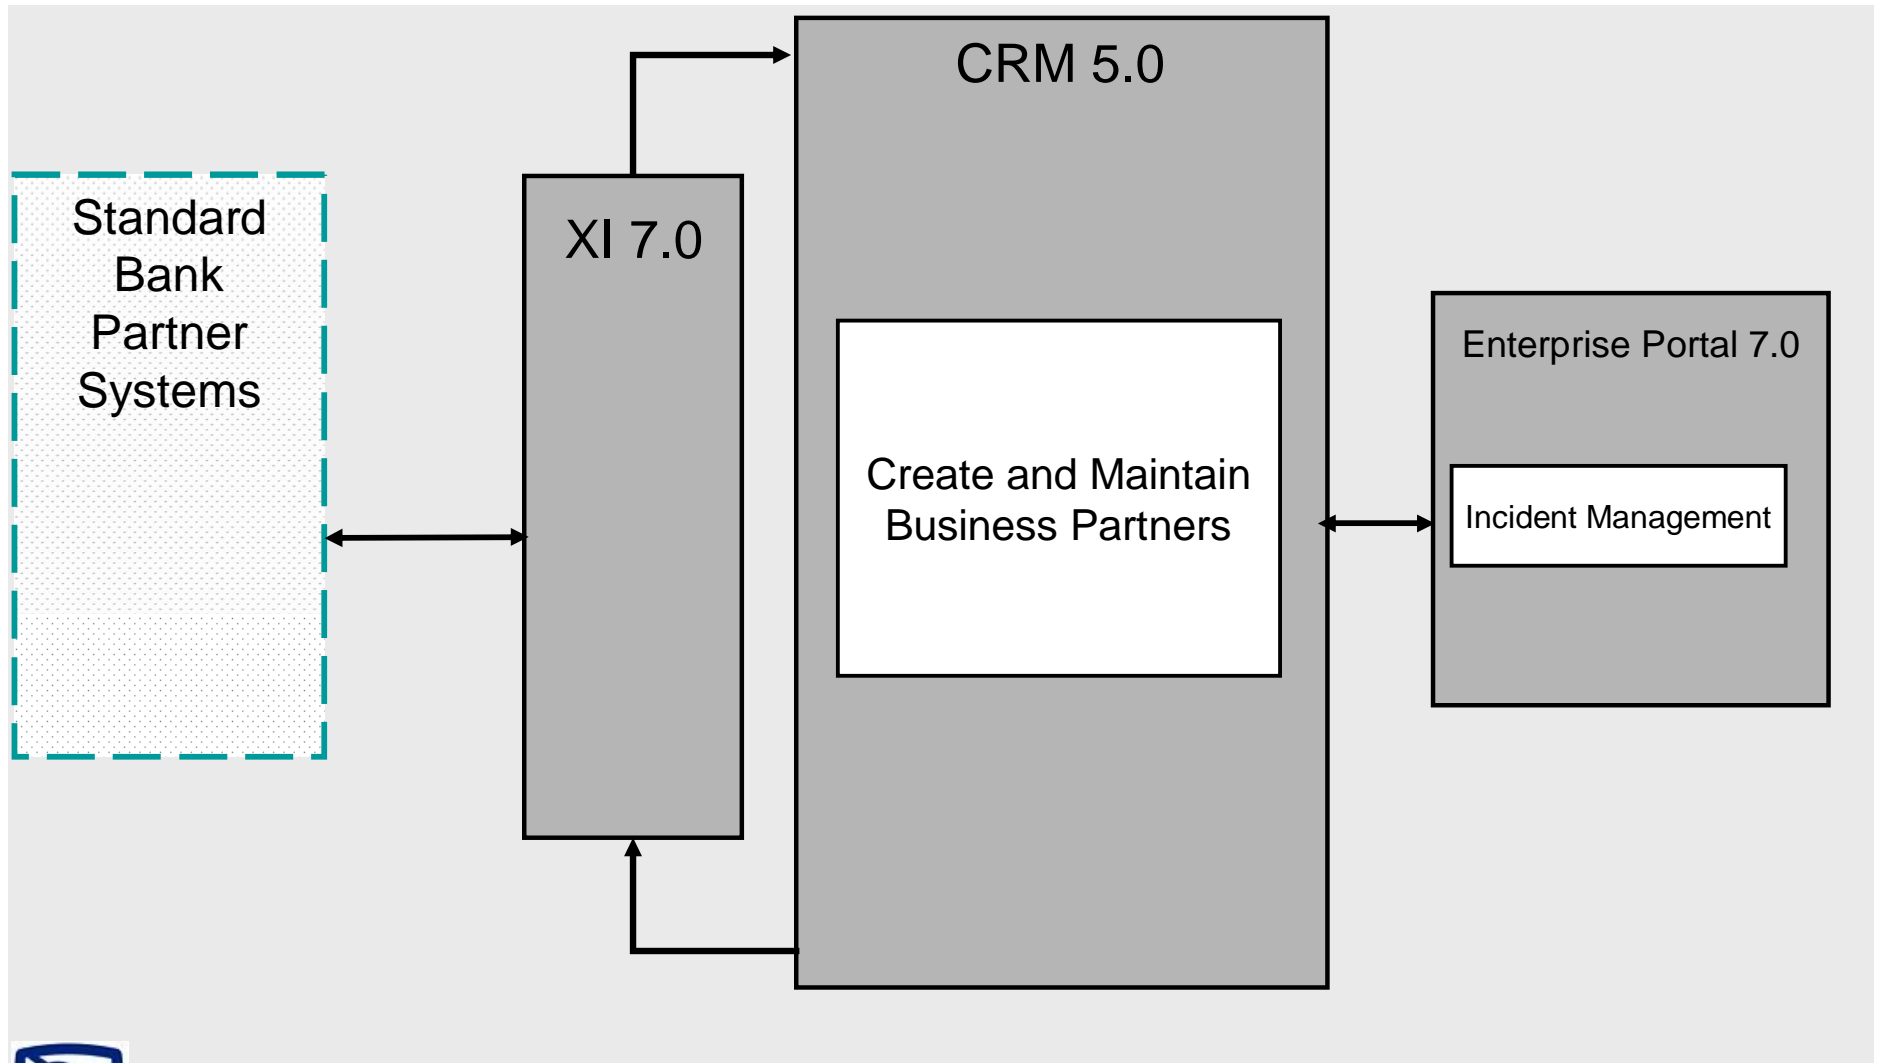 CRM 5.0
Standard
Bank
Partner
Systems
XI 7.0
Enterprise Portal 7.0
Create and Maintain
Business Partners
Incident Management